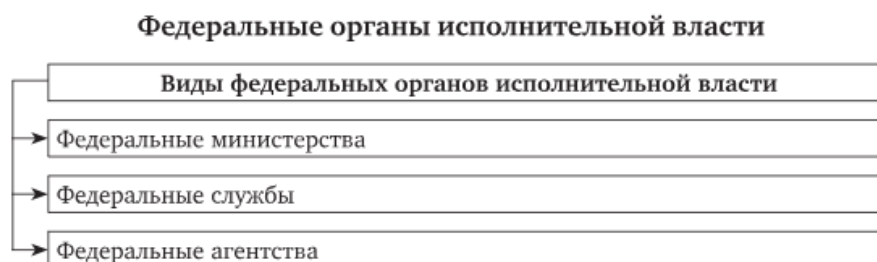 Федеральные органы исполнительной власти
Виды федеральных органов исполнительной власти
Федеральные министерства
Федеральные службы
Федеральные агентства